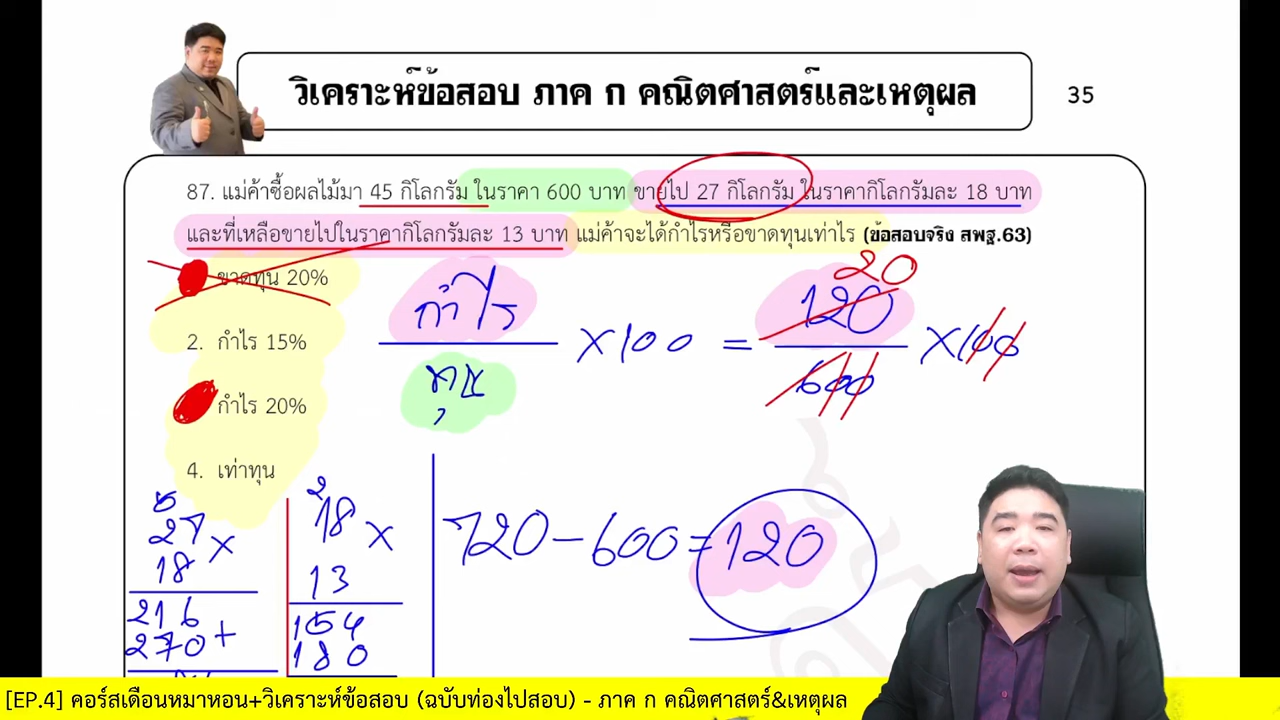 วิเคราะห์ข้อสอบ ภาค ก คณิตศาสตร์และเหตุผล
35
87. แม่ค้าซื้อผลไม้มา 45 กิโลกรัม ในราคา 600 บาท ขายไป 27 กิโลกรัม ในราคากิโลกรัมละ 18 บาท
และที่เหลือขายไปในราคากิโลกรัมละ 13 บาท แม่ค้าจะได้กำไรหรือขาดทุนเท่าไร (ข้อสอบจริง สพฐ.63)
ขาดทุน 20%
2. กำไร 15%
กำไร 20%
4. เท่าทุน
กำไร
ทุน
×100 =
20
120
600
×100
27
18 ×
216
270+
2
18 ×
13
154
180
720-600=120
[EP.4] คอร์สเดือนหมาหอน+วิเคราะห์ข้อสอบ (ฉบับท่องไปสอบ) - ภาค ก คณิตศาสตร์&เหตุผล